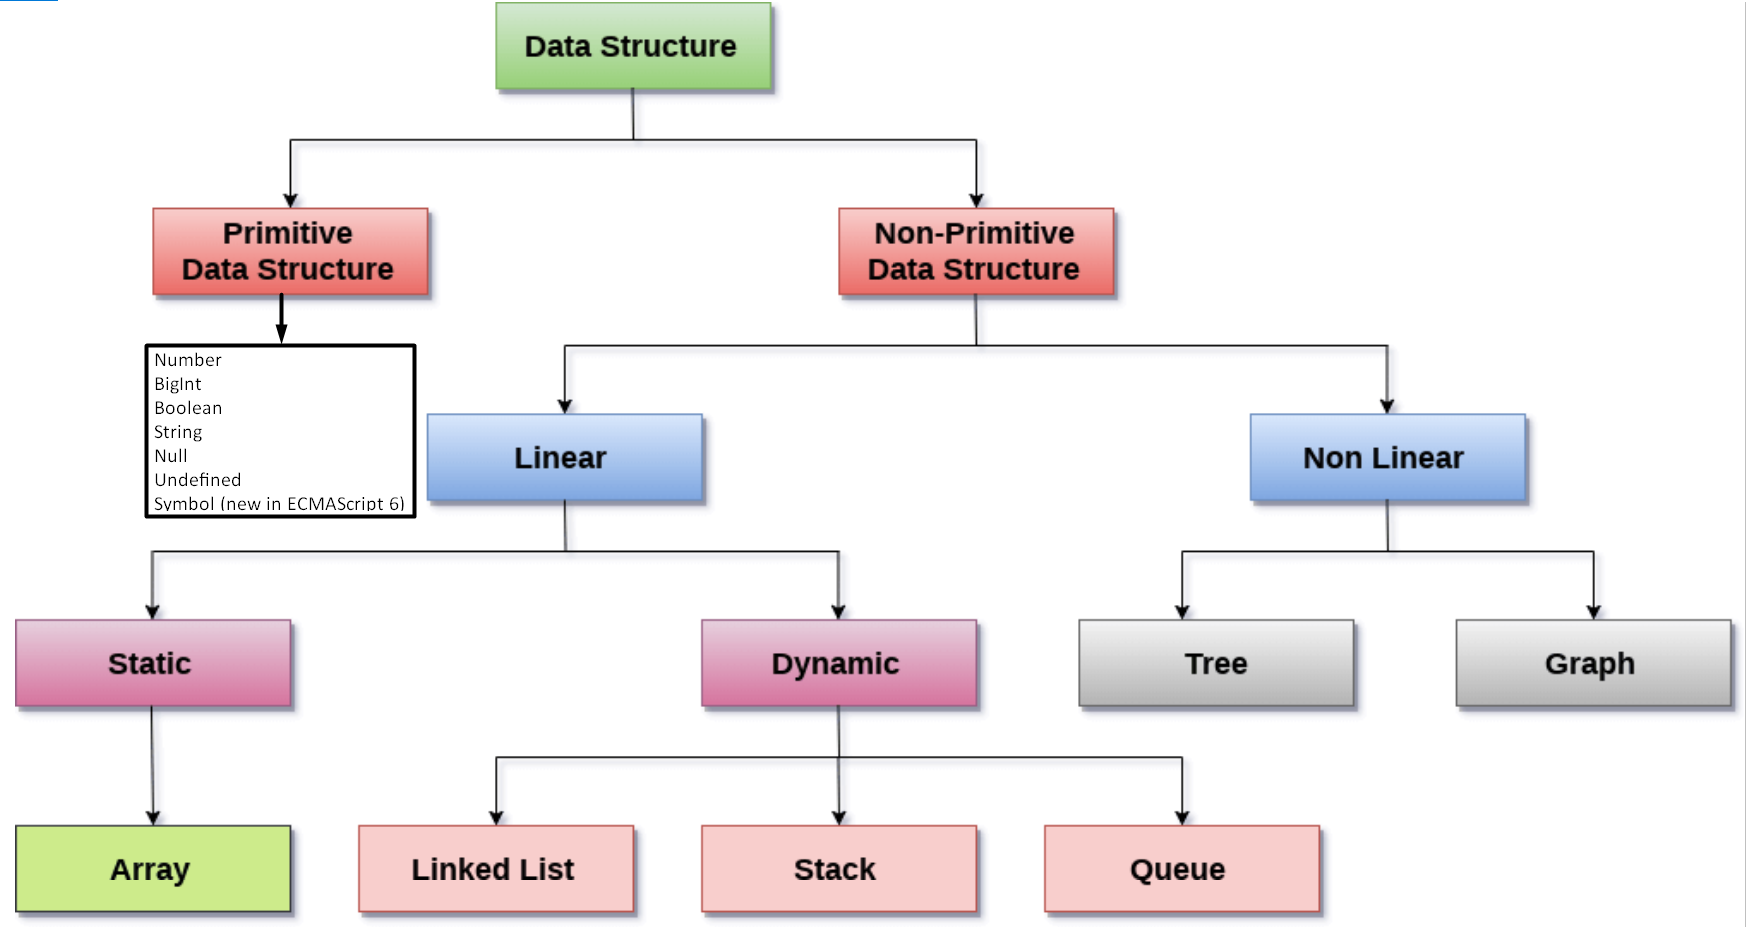 Data Structure
Primitive
Data Structure
Non-Primitive
Data Structure
Number
BigInt
Boolean
String
Null
Undefined
Symbol (new in ECMAScript 6)
Linear
Non Linear
Static
Dynamic
Tree
Graph
Array
Linked List
Stack
Queue